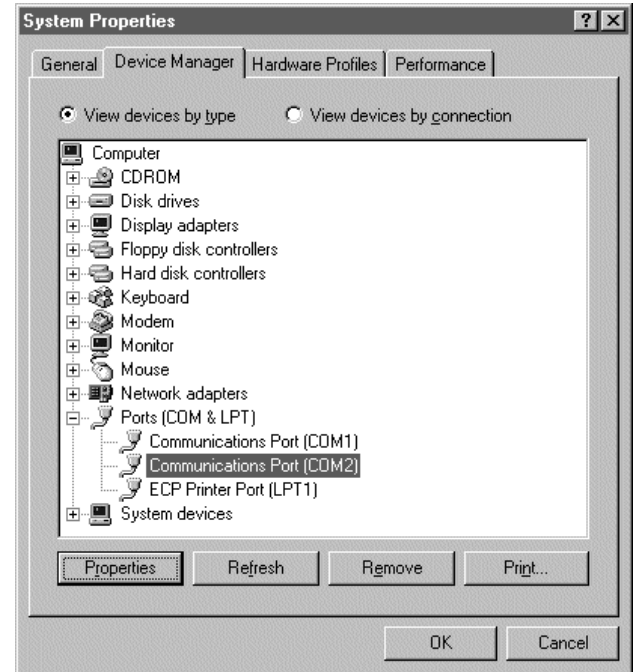 System Properties
General Device Manager Hardware Profiles Performance
View devices by type View devices by connection
Computer
CDROM
Disk drives
Display adapters
Floppy disk controllers
Hard disk controllers
Keyboard
Modem
Monitor
Mouse
Network adapters
Ports (COM & LPT)
Communications Port (COM1)
Communications Port (COM2)
ECP Printer Port (LPT1)
System devices
Properties Refresh Remove Print...
OK Cancel